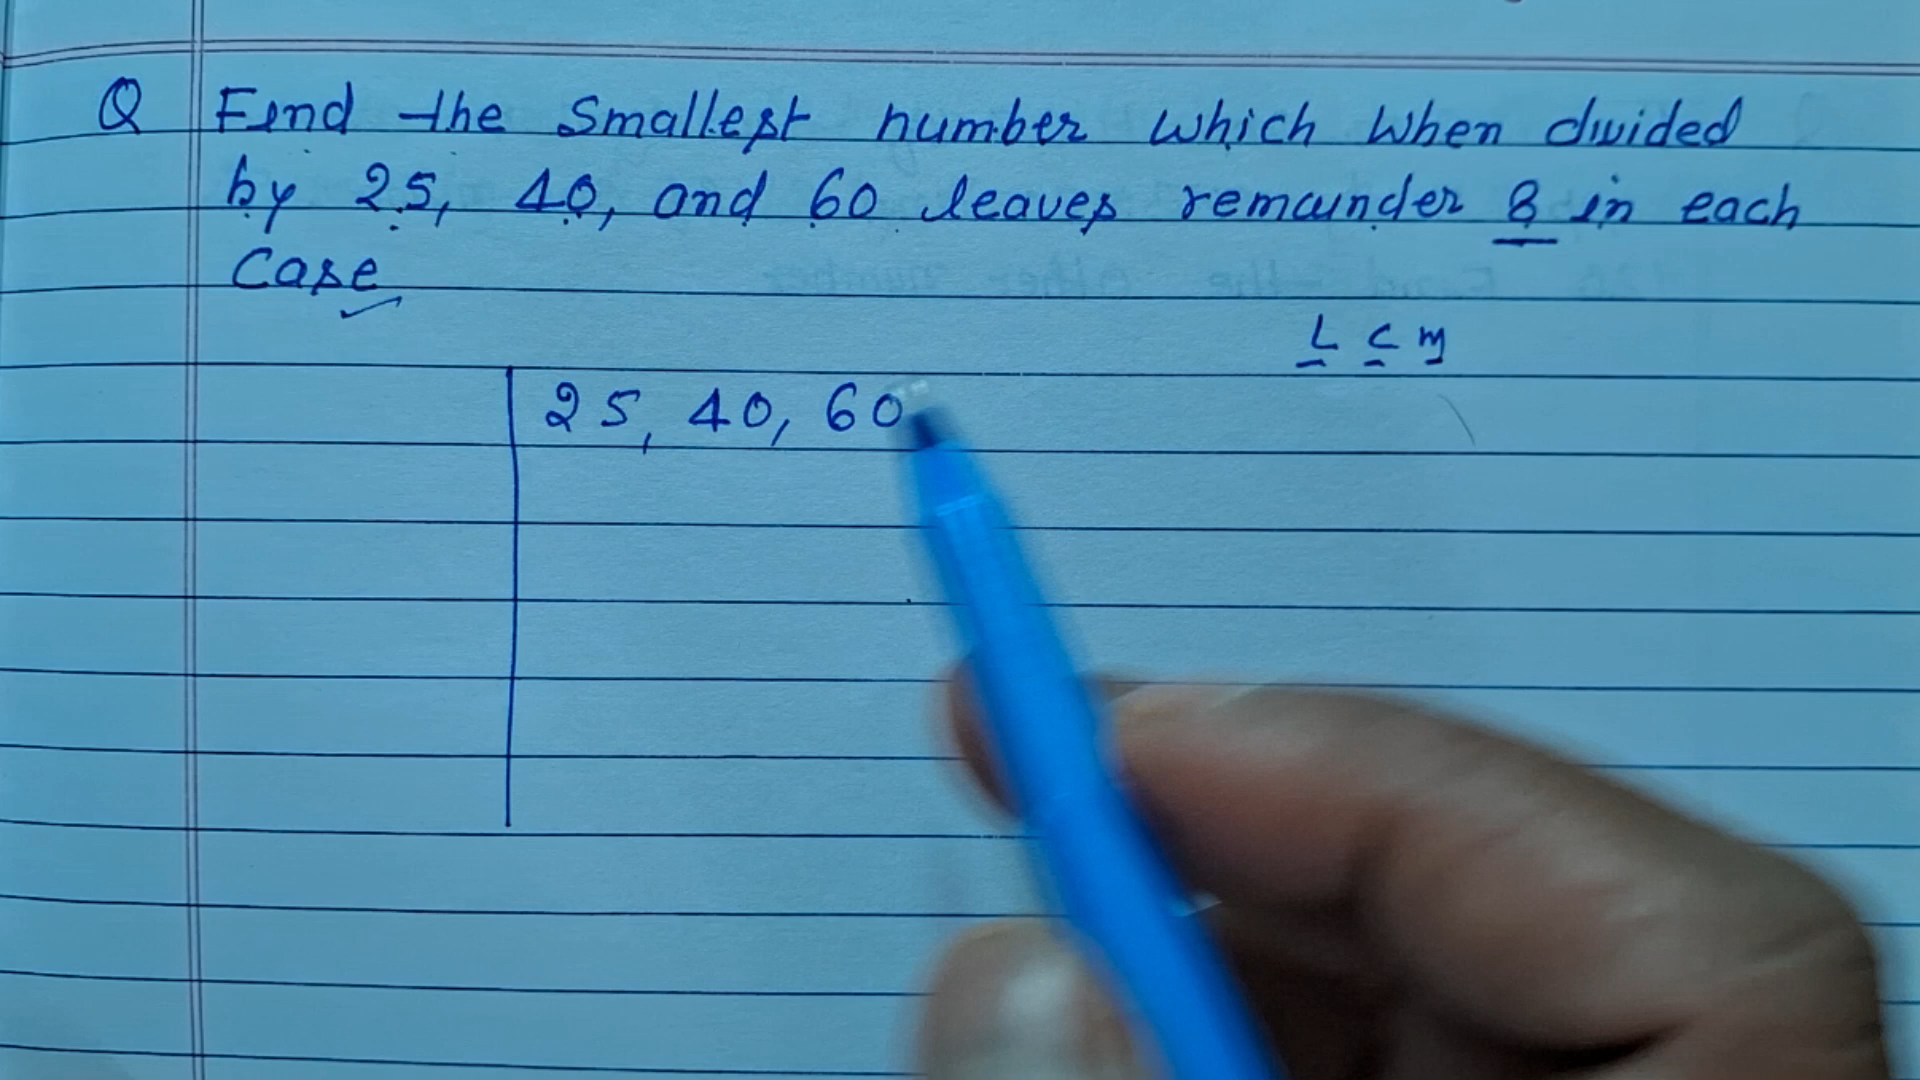 Q Find the Smallest number which when divided
by 25, 40, and 60 leaves remainder 8 in each
Case
L C M
25, 40, 60